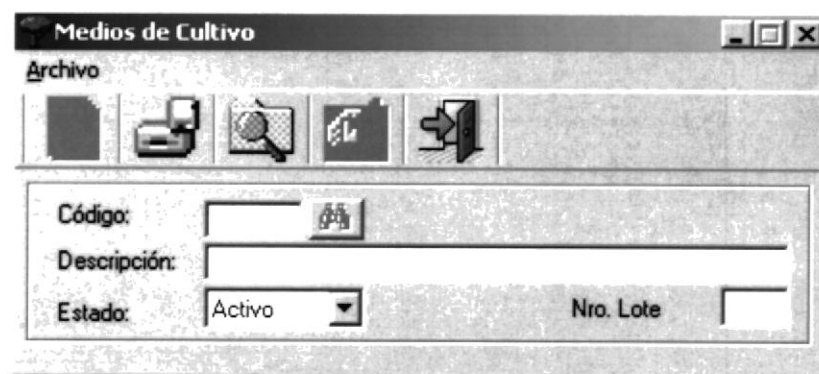 Medios de Cultivo
Archivo
Código:
Descripción:
Estado: Activo Nro. Lote